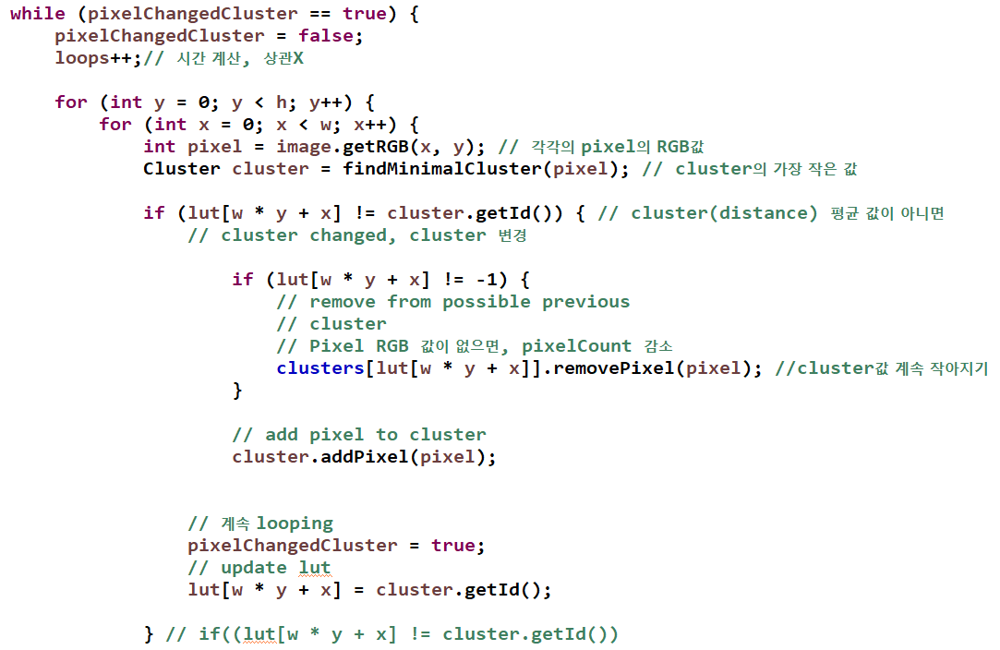 while (pixelChangedCluster == true) {
pixelChangedCluster = false;
loops++;// 시간 계산, 상관X
for (int y = 0; y < h; y++) {
for (int x = 0; x < w; x++) {
int pixel = image.getRGB(x, y); // 각각의 pixel의 RGB값
Cluster cluster = findMinimalCluster(pixel); // cluster의 가장 작은 값
if (lut[w * y + x] != cluster.getId()) { // cluster(distance) 평균 값이 아니면
// cluster changed, cluster 변경
if (lut[w * y + x] != -1) {
// remove from possible previous
// cluster
// Pixel RGB 값이 없으면, pixelCount 감소
clusters[lut[w * y + x]].removePixel(pixel); //cluster값 계속 작아지기
}
// add pixel to cluster
cluster.addPixel(pixel);
// 계속 looping
pixelChangedCluster = true;
// update lut
lut[w * y + x] = cluster.getId();
} // if((lut[w * y + x] != cluster.getId())